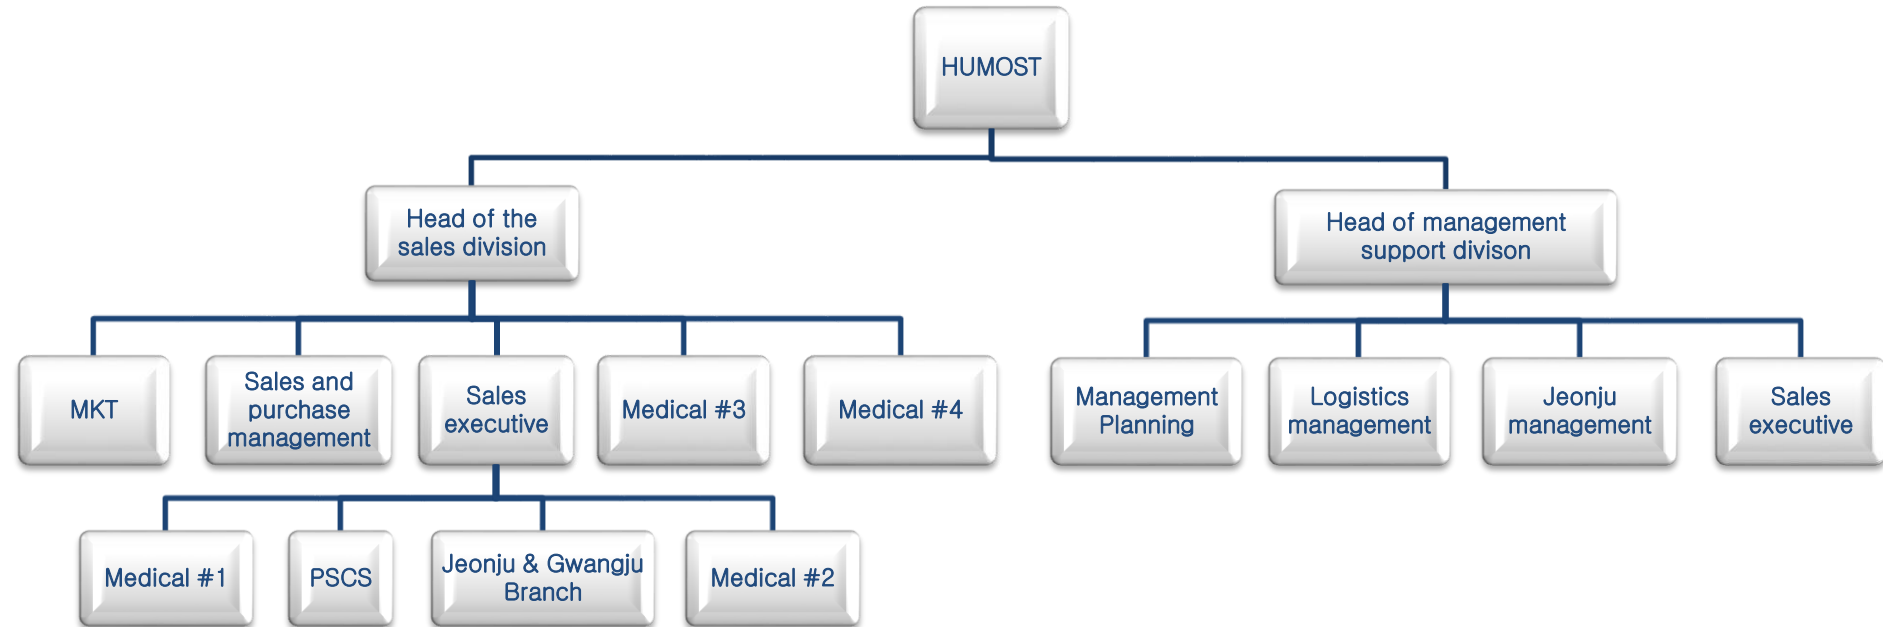 HUMOST
Head of the
sales division
Head of management
support divison
MKT
Sales and
purchase
management
Sales
executive
Medical #3
Medical #4
Management
Planning
Logistics
management
Jeonju
management
Sales
executive
Medical #1
PSCS
Jeonju & Gwangju
Branch
Medical #2